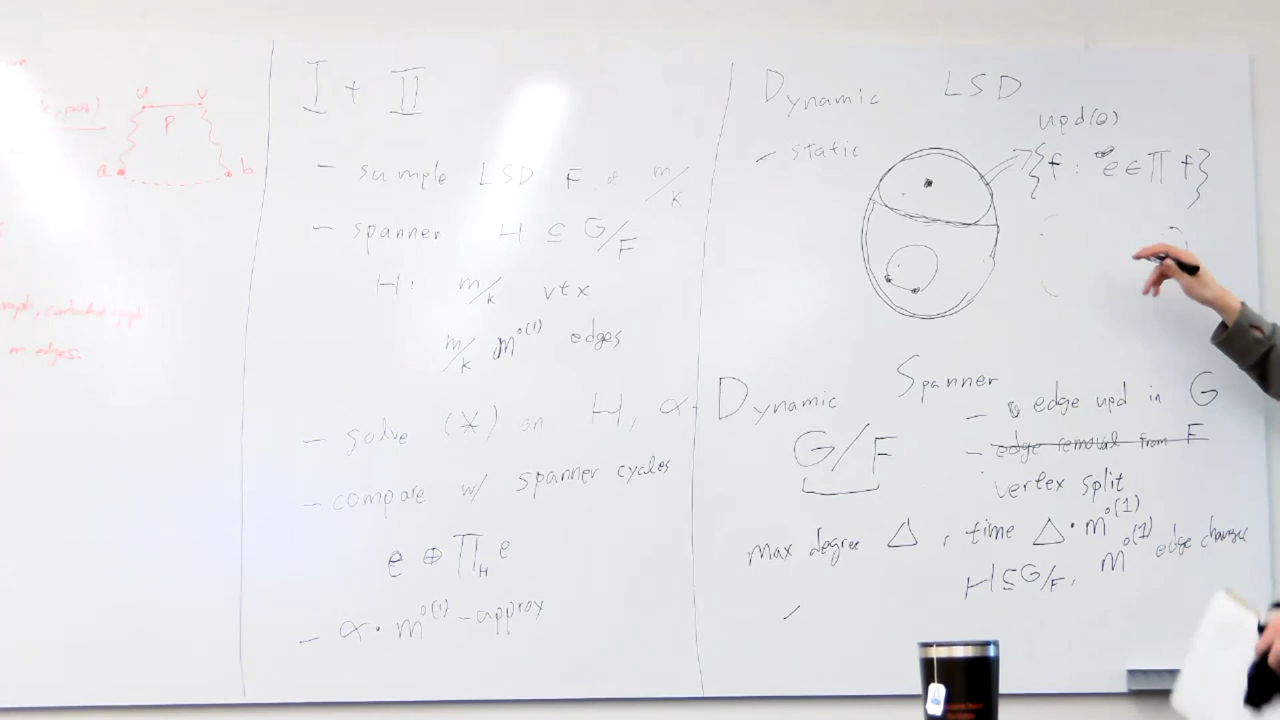 u v
P
a b
m edges.
I + II
- sample LSD F of m/k
- spanner H ⊆ G/F
H: m/k vtx
m/k m^o(1) edges
- solve (*) on H, α-
- compare w/ spanner cycles
e ⊕ Π_H e
- α · m^o(1) - approx
Dynamic LSD
- static
upd(e)
{f : e ∈ Π f}
Dynamic Spanner
G/F
- edge upd in G
- edge removal from F
vertex split
max degree Δ, time Δ · m^o(1)
H ⊆ G/F, m^o(1) edge changes